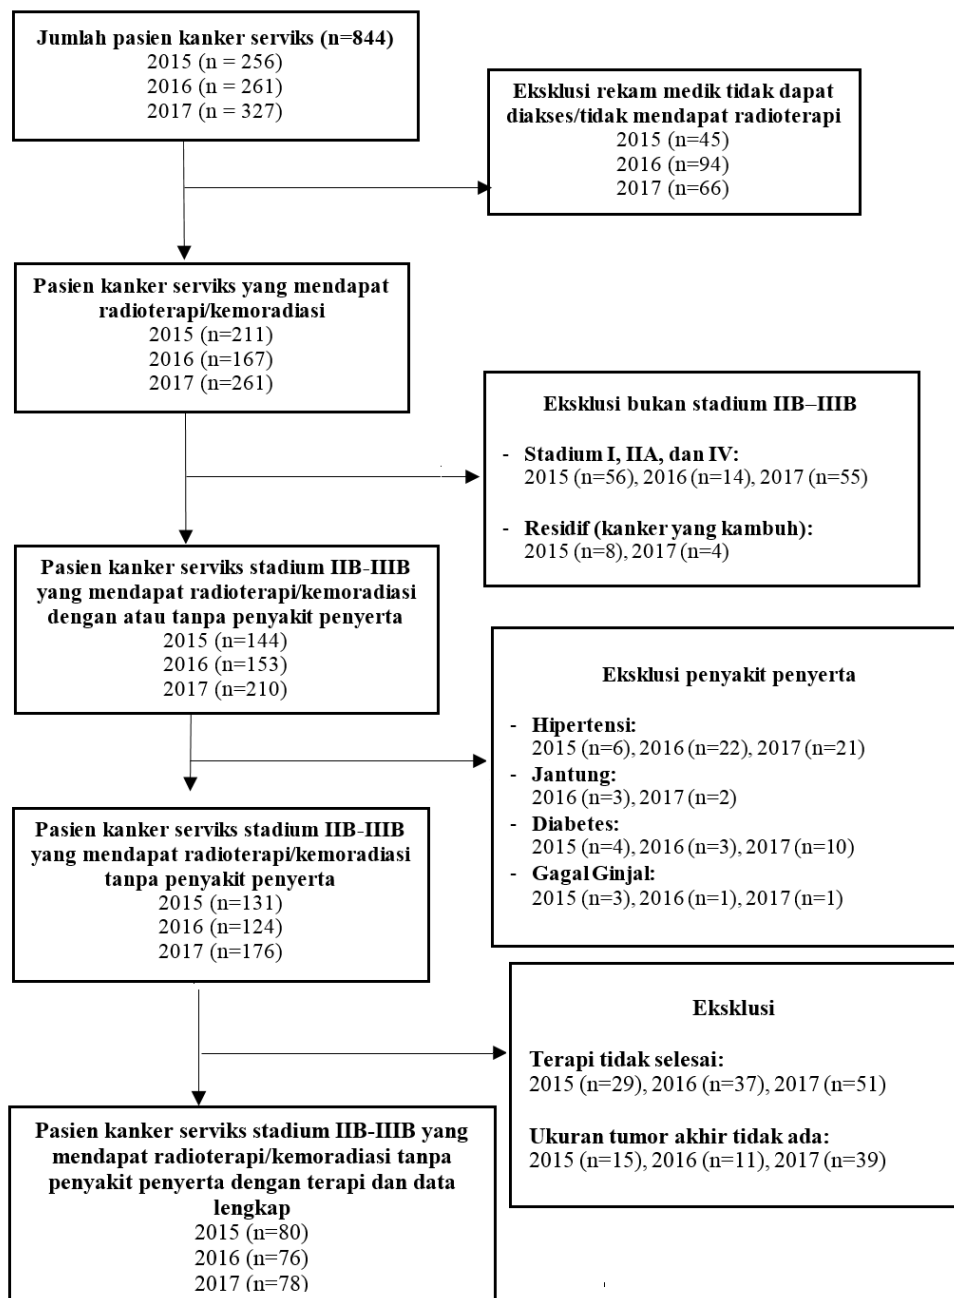 Jumlah pasien kanker serviks (n=844)
2015 (n = 256)
2016 (n = 261)
2017 (n = 327)
Eksklusi rekam medik tidak dapat
diakses/tidak mendapat radioterapi
2015 (n=45)
2016 (n=94)
2017 (n=66)
Pasien kanker serviks yang mendapat
radioterapi/kemoradiasi
2015 (n=211)
2016 (n=167)
2017 (n=261)
Eksklusi bukan stadium IIB–IIIB
- Stadium I, IIA, dan IV:
2015 (n=56), 2016 (n=14), 2017 (n=55)
- Residif (kanker yang kambuh):
2015 (n=8), 2017 (n=4)
Pasien kanker serviks stadium IIB-IIIB
yang mendapat radioterapi/kemoradiasi
dengan atau tanpa penyakit penyerta
2015 (n=144)
2016 (n=153)
2017 (n=210)
Eksklusi penyakit penyerta
- Hipertensi:
2015 (n=6), 2016 (n=22), 2017 (n=21)
- Jantung:
2016 (n=3), 2017 (n=2)
- Diabetes:
2015 (n=4), 2016 (n=3), 2017 (n=10)
- Gagal Ginjal:
2015 (n=3), 2016 (n=1), 2017 (n=1)
Pasien kanker serviks stadium IIB-IIIB
yang mendapat radioterapi/kemoradiasi
tanpa penyakit penyerta
2015 (n=131)
2016 (n=124)
2017 (n=176)
Eksklusi
Terapi tidak selesai:
2015 (n=29), 2016 (n=37), 2017 (n=51)
Ukuran tumor akhir tidak ada:
2015 (n=15), 2016 (n=11), 2017 (n=39)
Pasien kanker serviks stadium IIB-IIIB yang
mendapat radioterapi/kemoradiasi tanpa
penyakit penyerta dengan terapi dan data
lengkap
2015 (n=80)
2016 (n=76)
2017 (n=78)